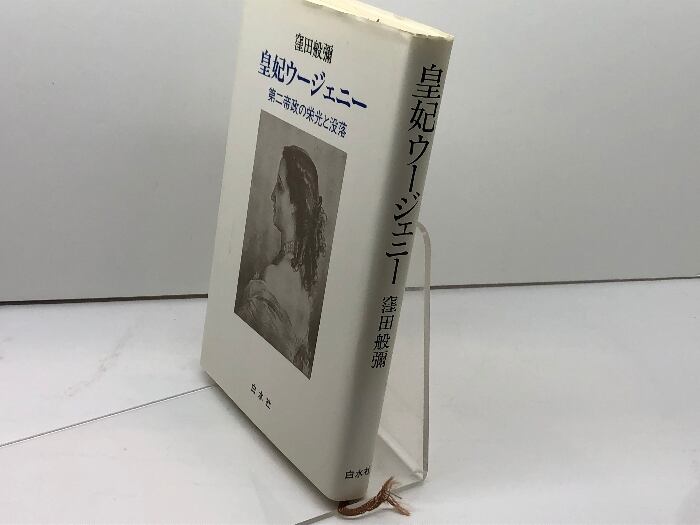 窪田般彌
皇妃ウージェニー
第二帝政の栄光と没落
白水社
皇妃ウージェニー
窪田般彌
白水社